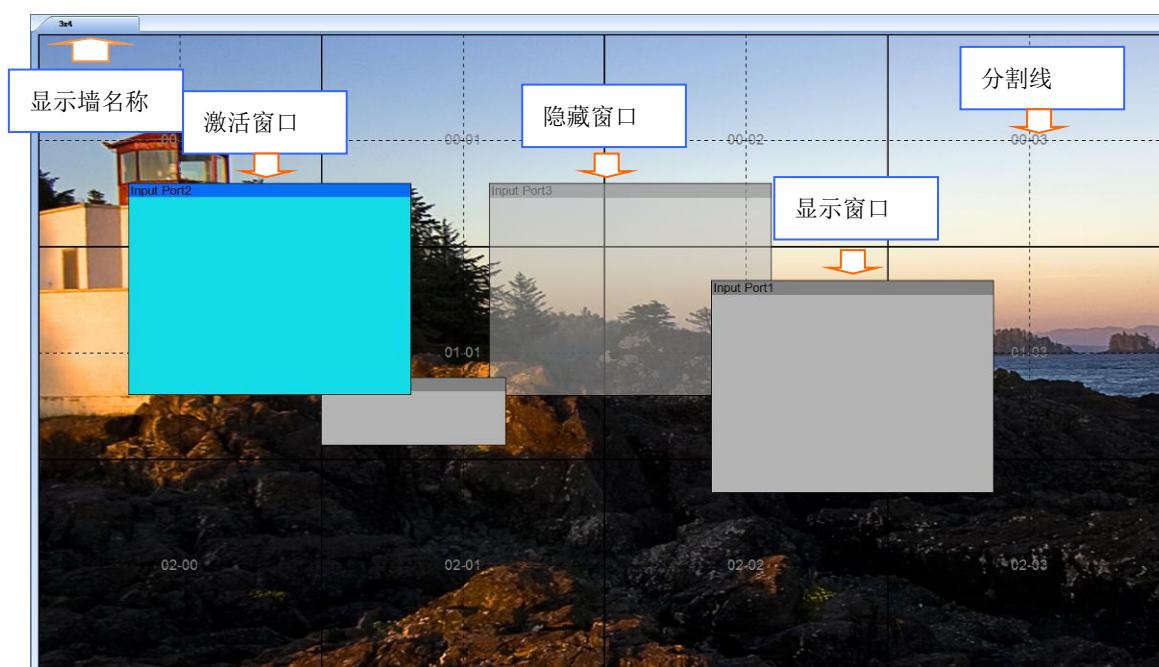 3x4
显示墙名称
激活窗口
隐藏窗口
分割线
显示窗口
00-01
00-02
00-03
Input Port2
Input Port3
Input Port1
01-01
01-03
02-00
02-01
02-02
02-03